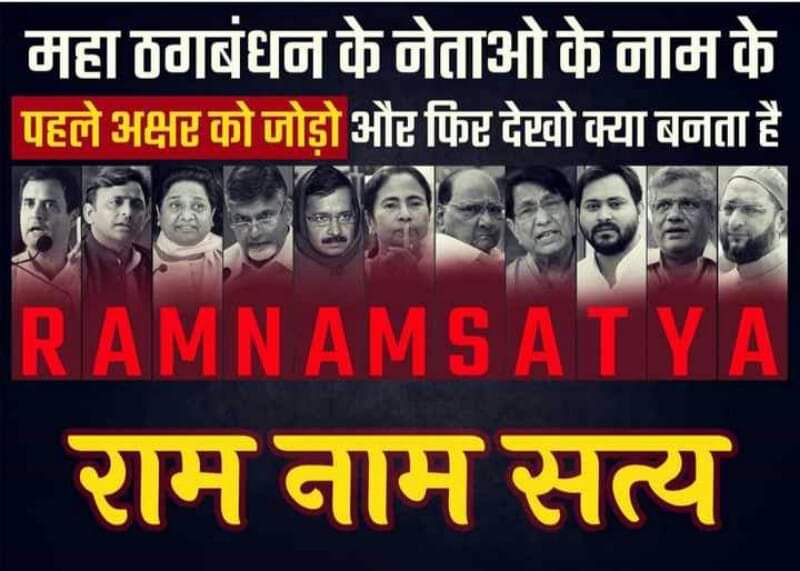 महा ठगबंधन के नेताओ के नाम के
पहले अक्षर को जोड़ो और फिर देखो क्या बनता है
RAMNAMSATYA
राम नाम सत्य